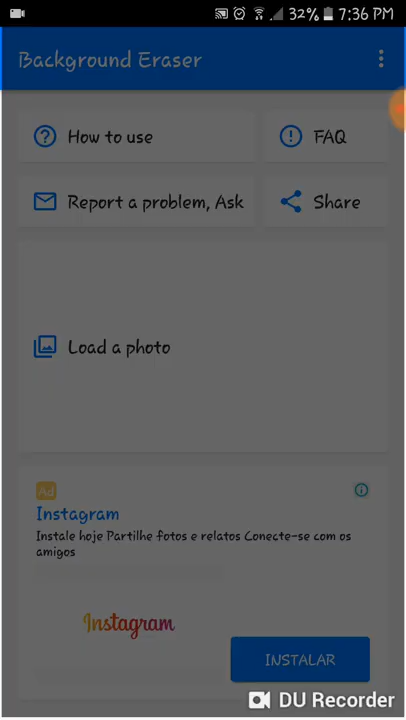 32% 7:36 PM
Background Eraser
How to use
FAQ
Report a problem, Ask
Share
Load a photo
Ad
Instagram
Instale hoje Partilhe fotos e relatos Conecte-se com os
amigos
Instagram
INSTALAR
DU Recorder